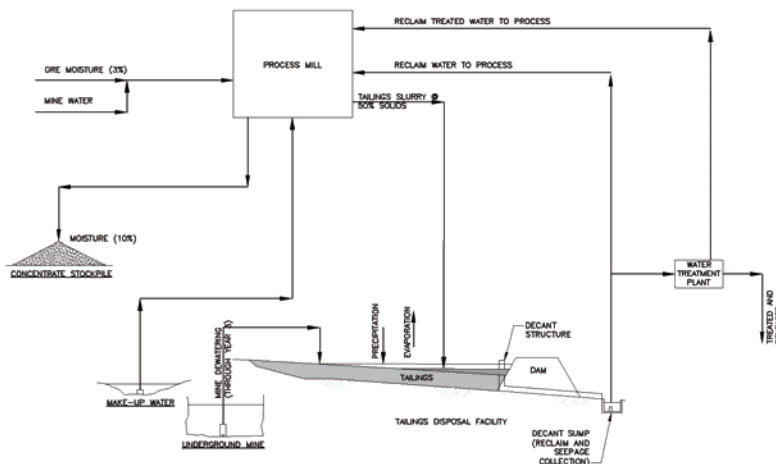 RECLAIM TREATED WATER TO PROCESS
PROCESS MILL
ORE MOISTURE (3%)
RECLAIM WATER TO PROCESS
MINE WATER
TAILINGS SLURRY @
50% SOLIDS
MOISTURE (10%)
CONCENTRATE STOCKPILE
WATER
TREATMENT
PLANT
TREATED AND
PRECIPITATION
EVAPORATION
DECANT
STRUCTURE
MINE DEWATERING
(THROUGH YEAR
DAM
TAILINGS
MAKE-UP WATER
TAILINGS DISPOSAL FACILITY
UNDERGROUND MINE
DECANT SUMP
(RECLAIM AND
SEEPAGE
COLLECTION)